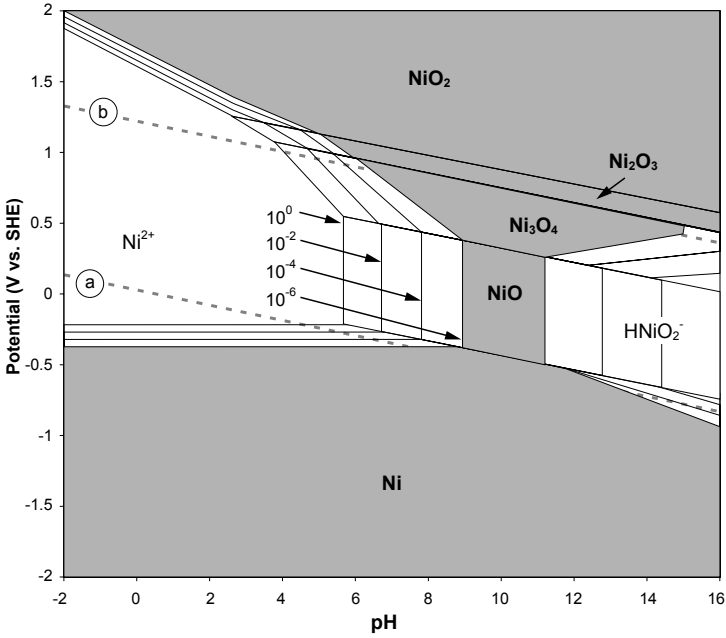 2
1.5
1
0.5
0
-0.5
-1
-1.5
-2
Potential (V vs. SHE)
NiO₂
b
Ni₂O₃
Ni₃O₄
10⁰
10⁻²
10⁻⁴
10⁻⁶
Ni²⁺
a
NiO
HNiO₂⁻
Ni
-2 0 2 4 6 8 10 12 14 16
pH